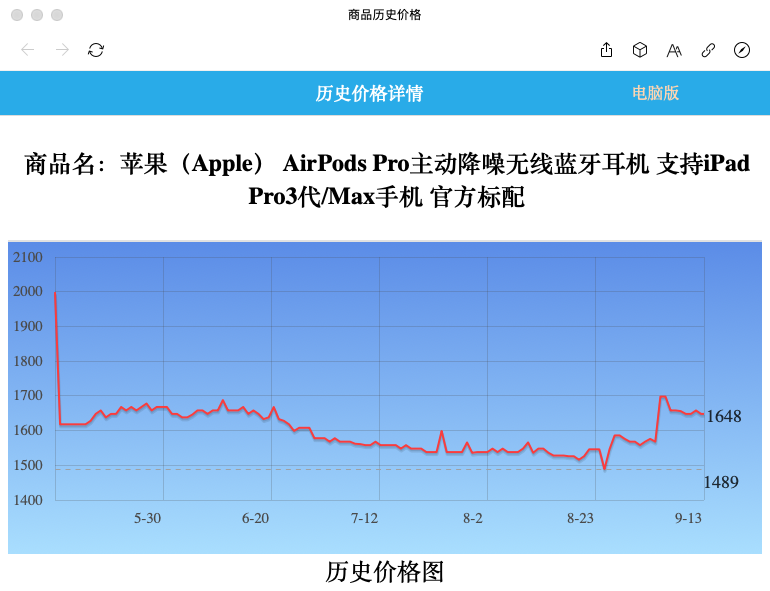 商品历史价格
历史价格详情
电脑版
商品名：苹果（Apple） AirPods Pro主动降噪无线蓝牙耳机 支持iPad
Pro3代/Max手机 官方标配
2100
2000
1900
1800
1700
1600
1500
1400
1648
1489
5-30
6-20
7-12
8-2
8-23
9-13
历史价格图